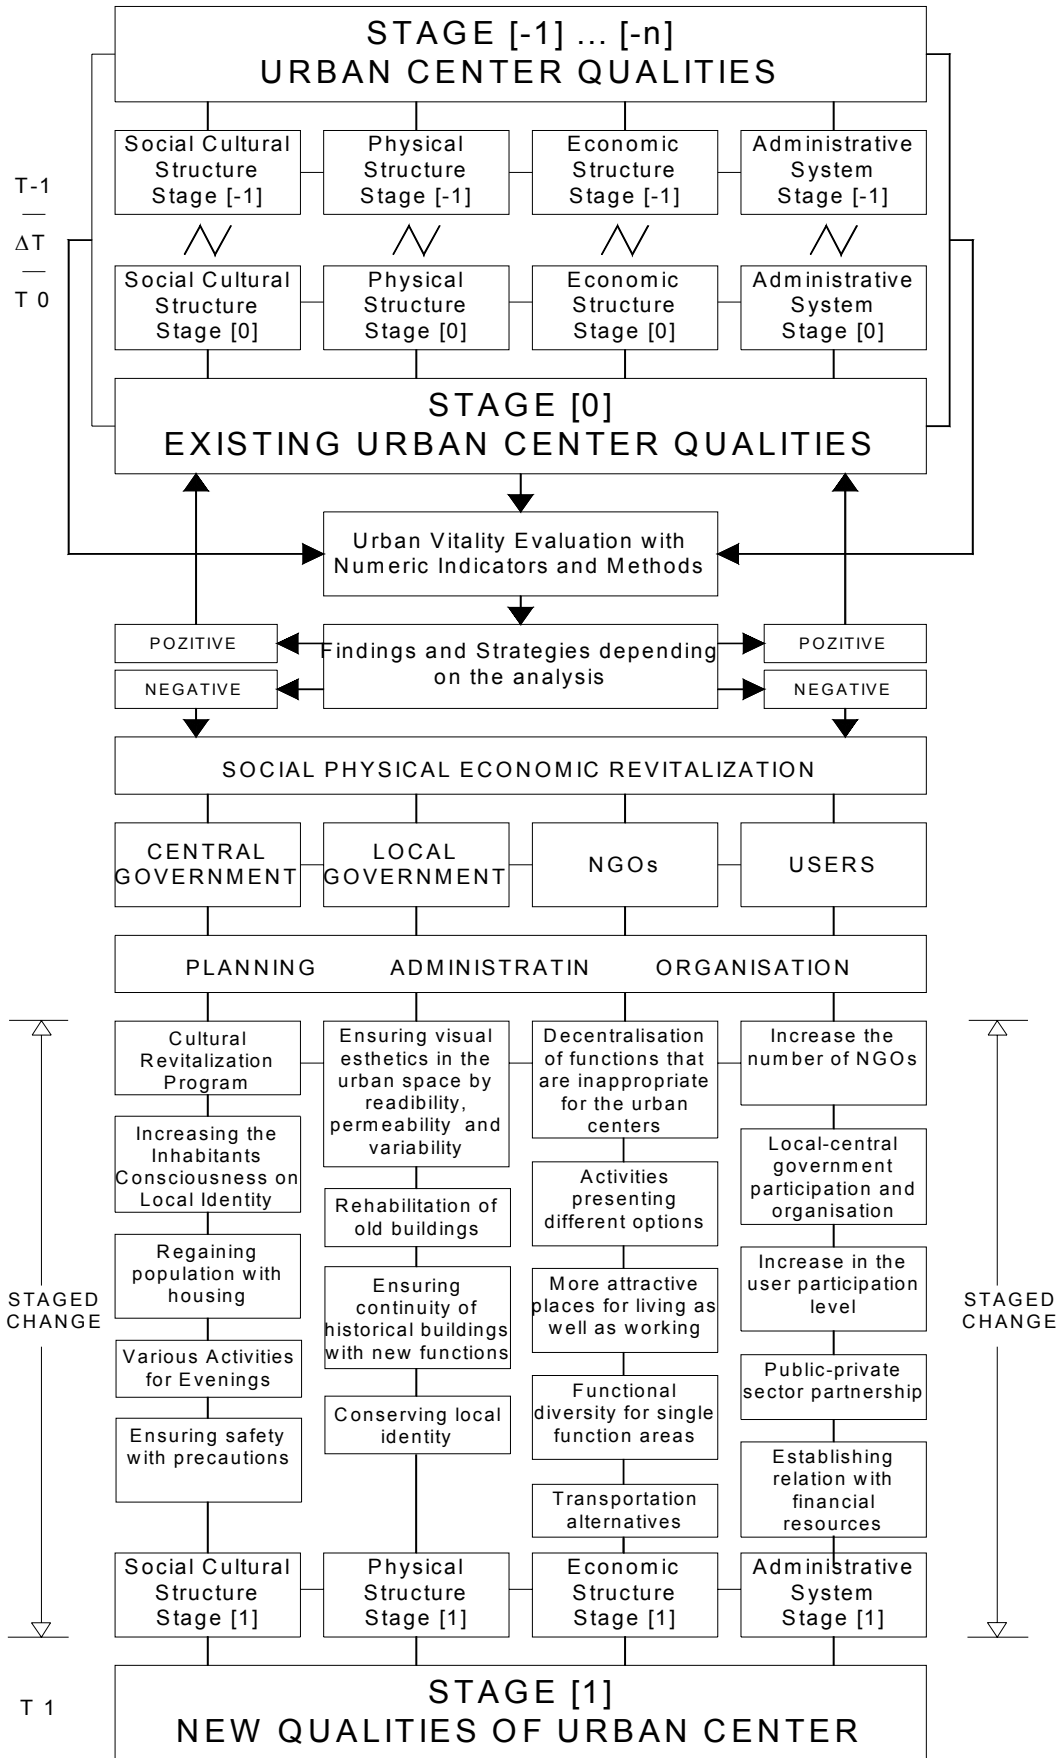 STAGE [-1] ... [-n]
URBAN CENTER QUALITIES
Social Cultural
Structure
Stage [-1]
Physical
Structure
Stage [-1]
Economic
Structure
Stage [-1]
Administrative
System
Stage [-1]
T-1
ΔT
T 0
Social Cultural
Structure
Stage [0]
Physical
Structure
Stage [0]
Economic
Structure
Stage [0]
Administrative
System
Stage [0]
STAGE [0]
EXISTING URBAN CENTER QUALITIES
Urban Vitality Evaluation with
Numeric Indicators and Methods
POZITIVE
NEGATIVE
Findings and Strategies depending
on the analysis
POZITIVE
NEGATIVE
SOCIAL PHYSICAL ECONOMIC REVITALIZATION
CENTRAL
GOVERNMENT
LOCAL
GOVERNMENT
NGOs
USERS
PLANNING ADMINISTRATIN ORGANISATION
STAGED
CHANGE
Cultural
Revitalization
Program
Increasing the
Inhabitants
Consciousness on
Local Identity
Regaining
population with
housing
Various Activities
for Evenings
Ensuring safety
with precautions
Ensuring visual
esthetics in the
urban space by
readibility,
permeability and
variability
Rehabilitation of
old buildings
Ensuring
continuity of
historical buildings
with new functions
Conserving local
identity
Decentralisation
of functions that
are inappropriate
for the urban
centers
Activities
presenting
different options
More attractive
places for living as
well as working
Functional
diversity for single
function areas
Transportation
alternatives
Increase the
number of NGOs
Local-central
government
participation and
organisation
Increase in the
user participation
level
Public-private
sector partnership
Establishing
relation with
financial
resources
STAGED
CHANGE
Social Cultural
Structure
Stage [1]
Physical
Structure
Stage [1]
Economic
Structure
Stage [1]
Administrative
System
Stage [1]
T 1
STAGE [1]
NEW QUALITIES OF URBAN CENTER